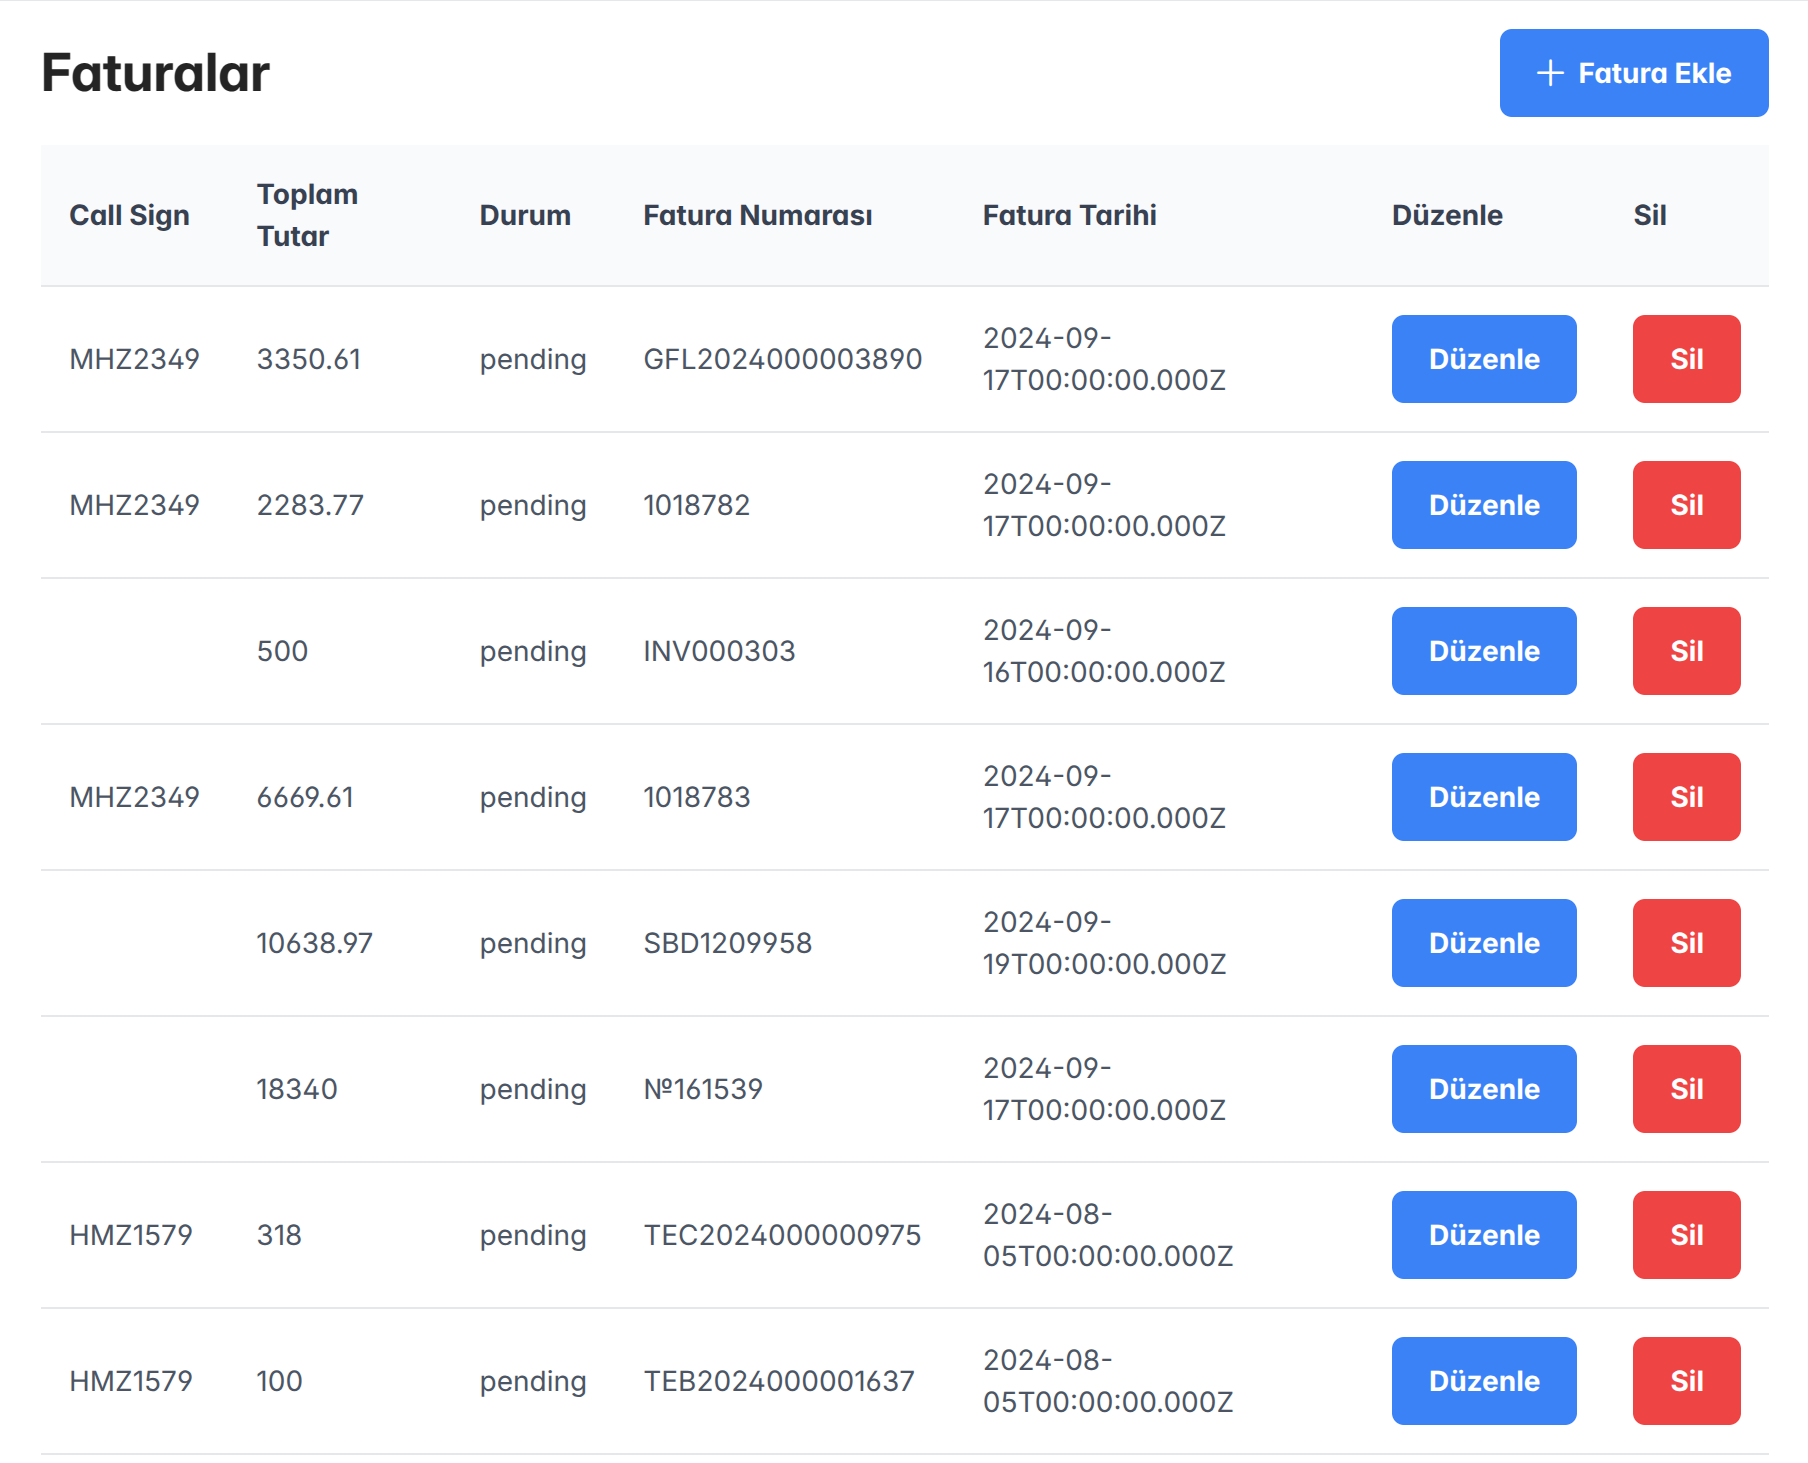 Faturalar
+ Fatura Ekle
Call Sign Toplam Tutar Durum Fatura Numarası Fatura Tarihi Düzenle Sil
MHZ2349 3350.61 pending GFL2024000003890 2024-09-17T00:00:00.000Z Düzenle Sil
MHZ2349 2283.77 pending 1018782 2024-09-17T00:00:00.000Z Düzenle Sil
500 pending INV000303 2024-09-16T00:00:00.000Z Düzenle Sil
MHZ2349 6669.61 pending 1018783 2024-09-17T00:00:00.000Z Düzenle Sil
10638.97 pending SBD1209958 2024-09-19T00:00:00.000Z Düzenle Sil
18340 pending №161539 2024-09-17T00:00:00.000Z Düzenle Sil
HMZ1579 318 pending TEC2024000000975 2024-08-05T00:00:00.000Z Düzenle Sil
HMZ1579 100 pending TEB2024000001637 2024-08-05T00:00:00.000Z Düzenle Sil